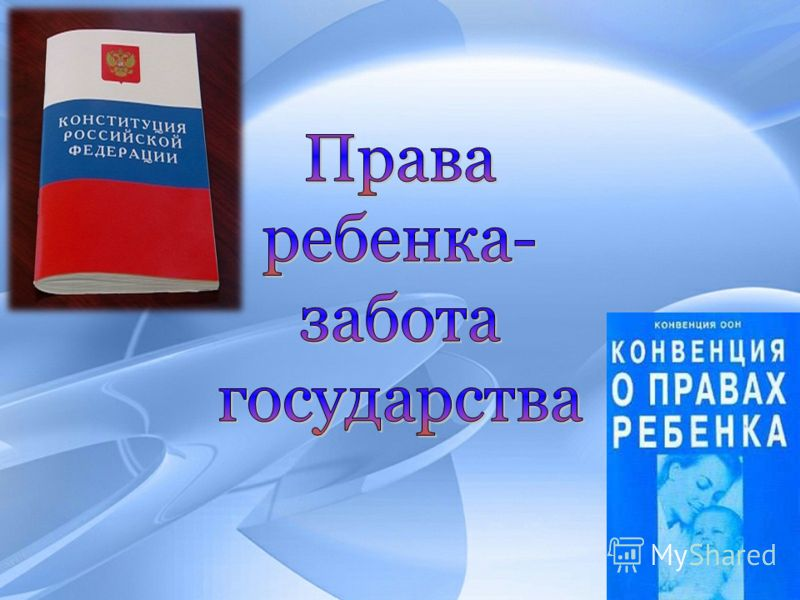 КОНСТИТУЦИЯ
РОССИЙСКОЙ
ФЕДЕРАЦИИ
Права
ребенка-
забота
государства
КОНВЕНЦИЯ ООН
КОНВЕНЦИЯ
О ПРАВАХ
РЕБЕНКА
MyShared